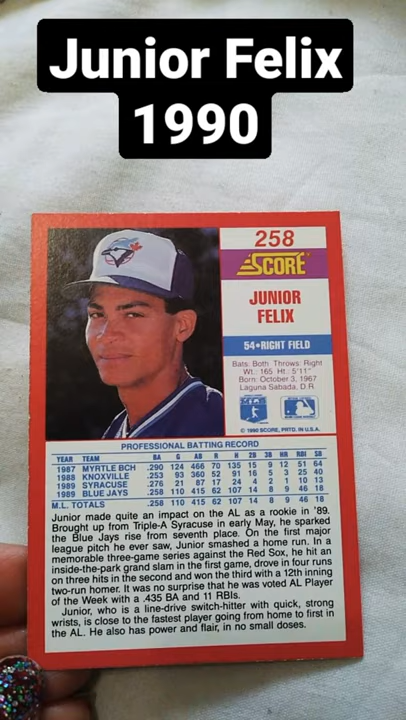 Junior Felix
1990
258
SCORE
JUNIOR
FELIX
54•RIGHT FIELD
Bats: Both Throws: Right
Wt.: 165 Ht.: 5'11"
Born: October 3, 1967
Laguna Sabada, D.R.
© 1990 SCORE, PRTD. IN U.S.A.
PROFESSIONAL BATTING RECORD
YEAR TEAM BA G AB R H 2B 3B HR RBI SB
1987 MYRTLE BCH .290 124 466 70 135 15 9 12 51 64
1988 KNOXVILLE .253 93 360 52 91 16 5 3 25 40
1989 SYRACUSE .276 21 87 17 24 4 2 1 10 13
1989 BLUE JAYS .258 110 415 62 107 14 8 9 46 18
M.L. TOTALS .258 110 415 62 107 14 8 9 46 18
Junior made quite an impact on the AL as a rookie in '89.
Brought up from Triple-A Syracuse in early May, he sparked
the Blue Jays rise from seventh place. On the first major
league pitch he ever saw, Junior smashed a home run. In a
memorable three-game series against the Red Sox, he hit an
inside-the-park grand slam in the first game, drove in four runs
on three hits in the second and won the third with a 12th inning
two-run homer. It was no surprise that he was voted AL Player
of the Week with a .435 BA and 11 RBIs.
Junior, who is a line-drive switch-hitter with quick, strong
wrists, is close to the fastest player going from home to first in
the AL. He also has power and flair, in no small doses.